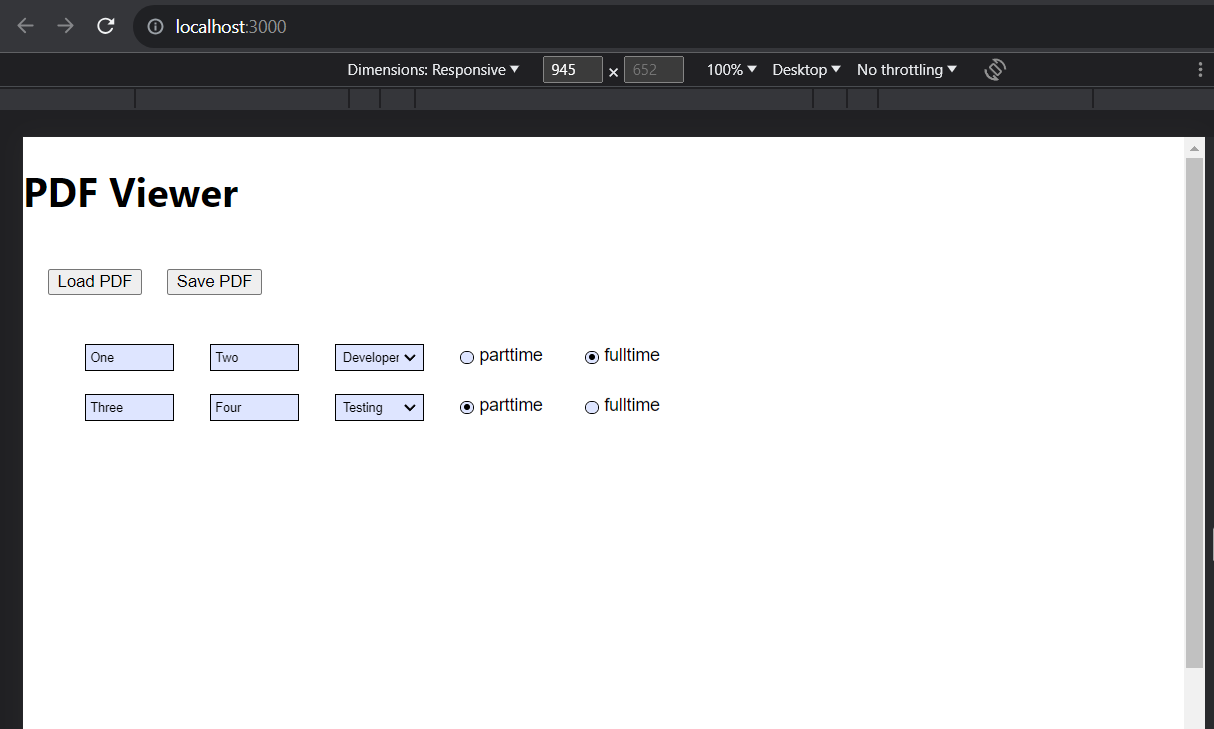 localhost:3000
Dimensions: Responsive 945 × 652 100% Desktop No throttling
PDF Viewer
Load PDF Save PDF
One Two Developer parttime fulltime
Three Four Testing parttime fulltime